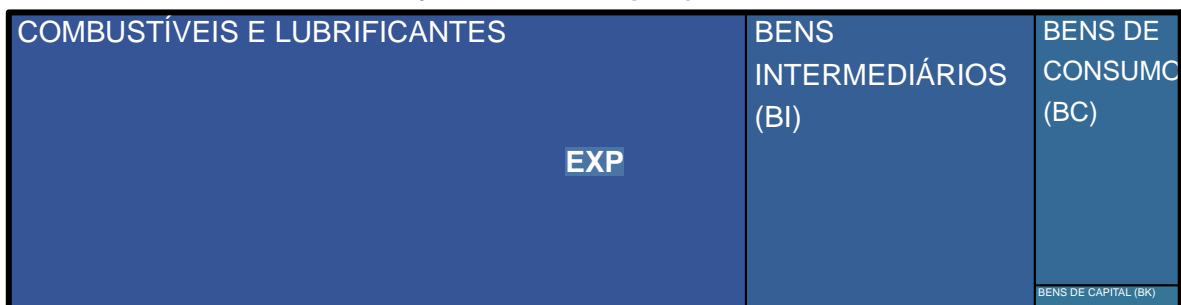 COMBUSTÍVEIS E LUBRIFICANTES
BENS
INTERMEDIÁRIOS
(BI)
BENS DE
CONSUMO
(BC)
EXP
BENS DE CAPITAL (BK)